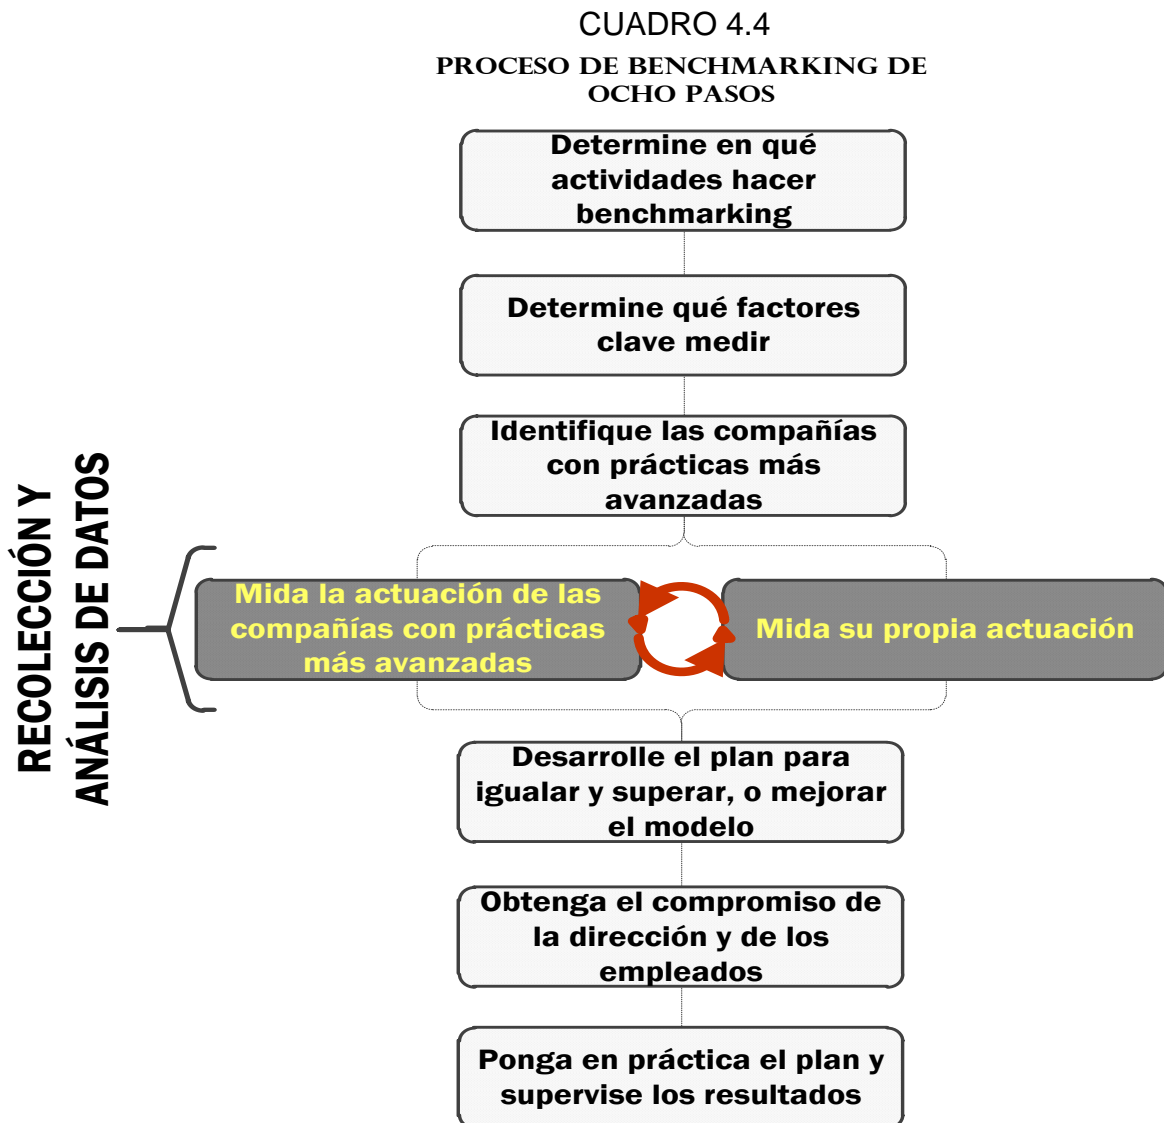 CUADRO 4.4
PROCESO DE BENCHMARKING DE
OCHO PASOS
Determine en qué
actividades hacer
benchmarking
Determine qué factores
clave medir
Identifique las compañías
con prácticas más
avanzadas
RECOLECCIÓN Y
ANÁLISIS DE DATOS
Mida la actuación de las
compañías con prácticas
más avanzadas
Mida su propia actuación
Desarrolle el plan para
igualar y superar, o mejorar
el modelo
Obtenga el compromiso de
la dirección y de los
empleados
Ponga en práctica el plan y
supervise los resultados